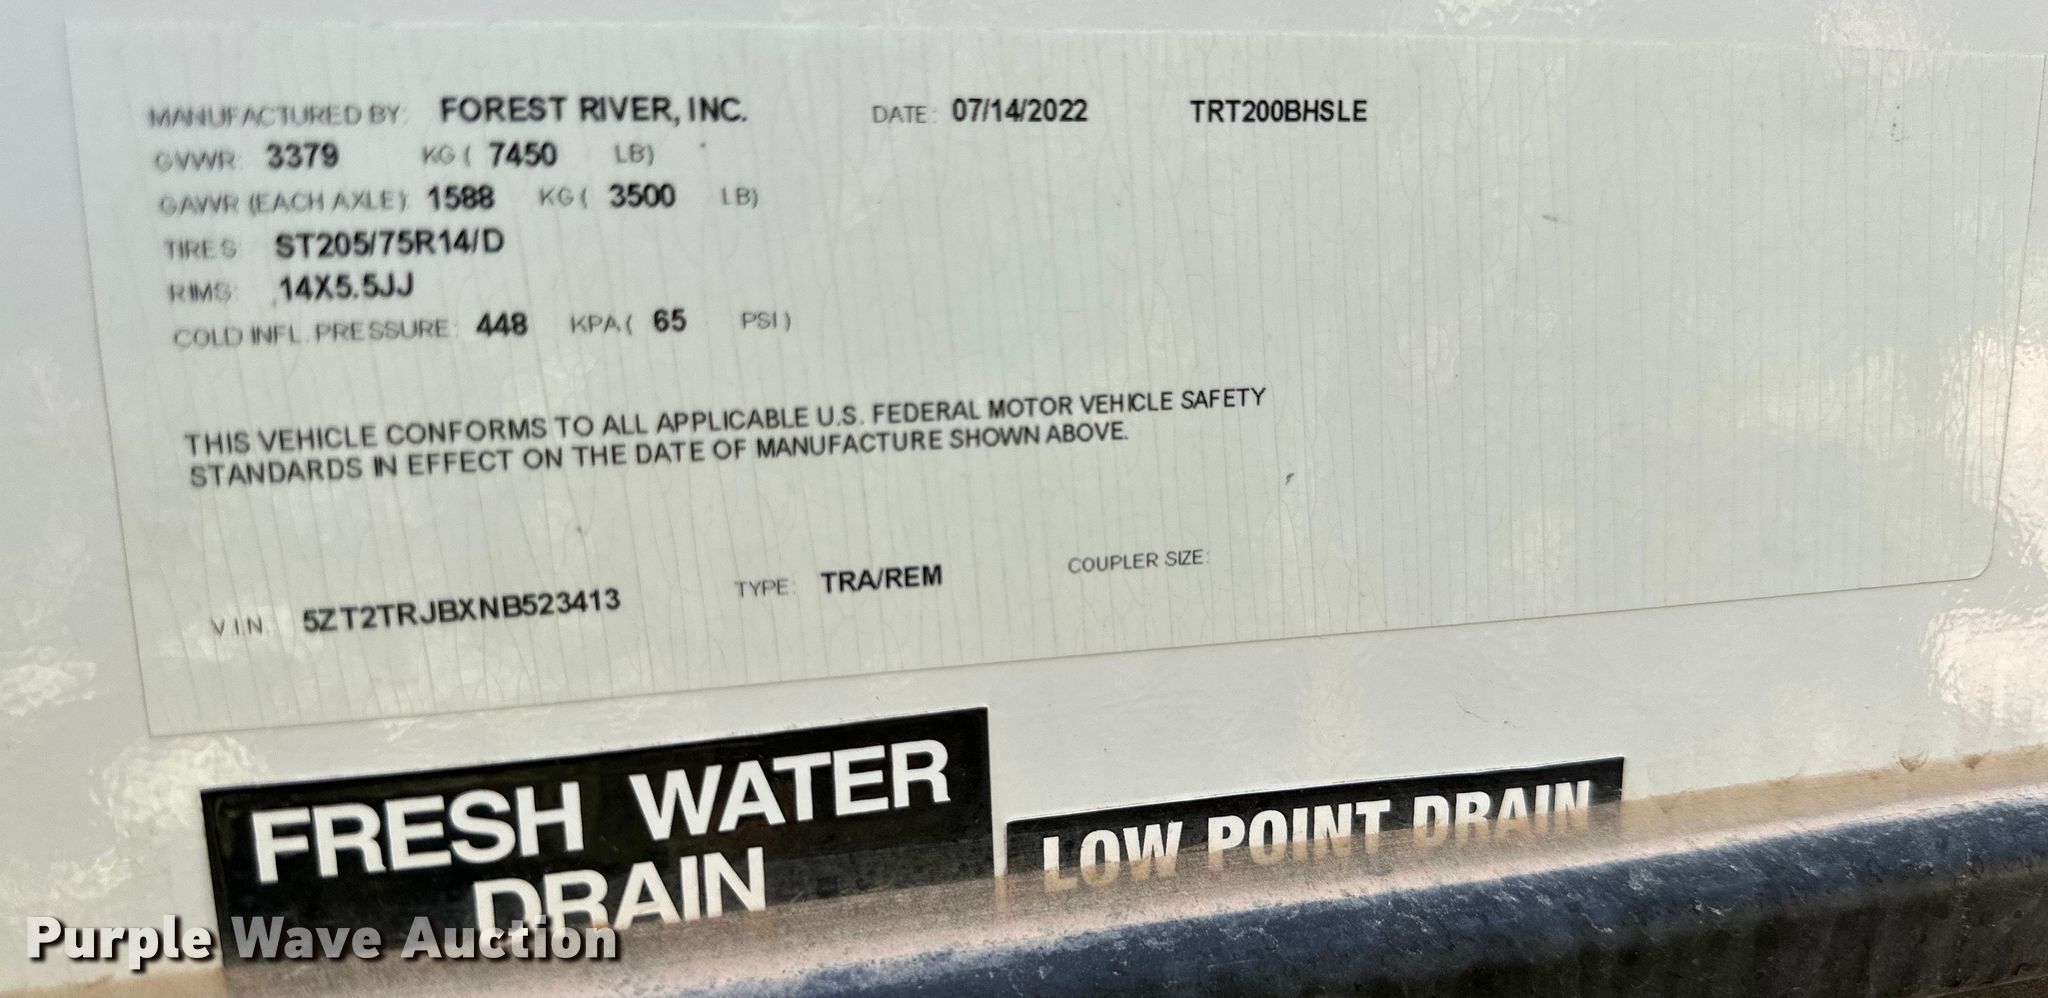 MANUFACTURED BY: FOREST RIVER, INC. DATE: 07/14/2022 TRT200BHSLE
GVWR: 3379 KG ( 7450 LB)
GAWR (EACH AXLE): 1588 KG ( 3500 LB)
TIRES: ST205/75R14/D
RIMS: 14X5.5JJ
COLD INFL. PRESSURE: 448 KPA ( 65 PSI )
THIS VEHICLE CONFORMS TO ALL APPLICABLE U.S. FEDERAL MOTOR VEHICLE SAFETY
STANDARDS IN EFFECT ON THE DATE OF MANUFACTURE SHOWN ABOVE.
V.I.N. 5ZT2TRJBXNB523413 TYPE: TRA/REM COUPLER SIZE:
FRESH WATER
DRAIN
LOW POINT DRAIN
Purple Wave Auction